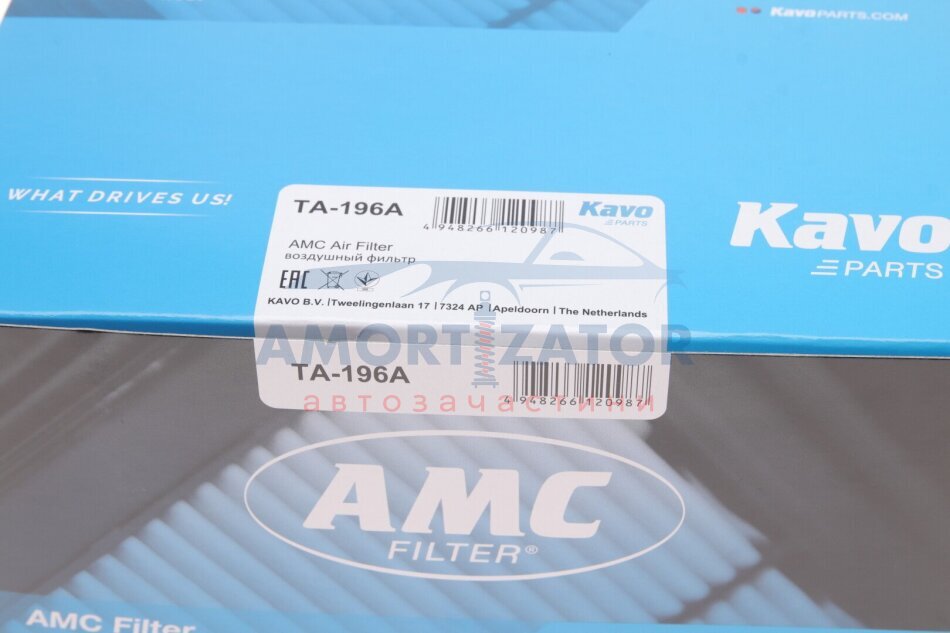 KavoPARTS.COM
WHAT DRIVES US!
TA-196A
4 948266 120987
Kavo
PARTS
AMC Air Filter
воздушный фильтр
EAC
KAVO B.V. |Tweelingenlaan 17 |7324 AP |Apeldoorn |The Netherlands
Kavo
PARTS
AMORTIZATOR
автозачастини
TA-196A
4 948266 120987
AMC
FILTER®
AMC Filter